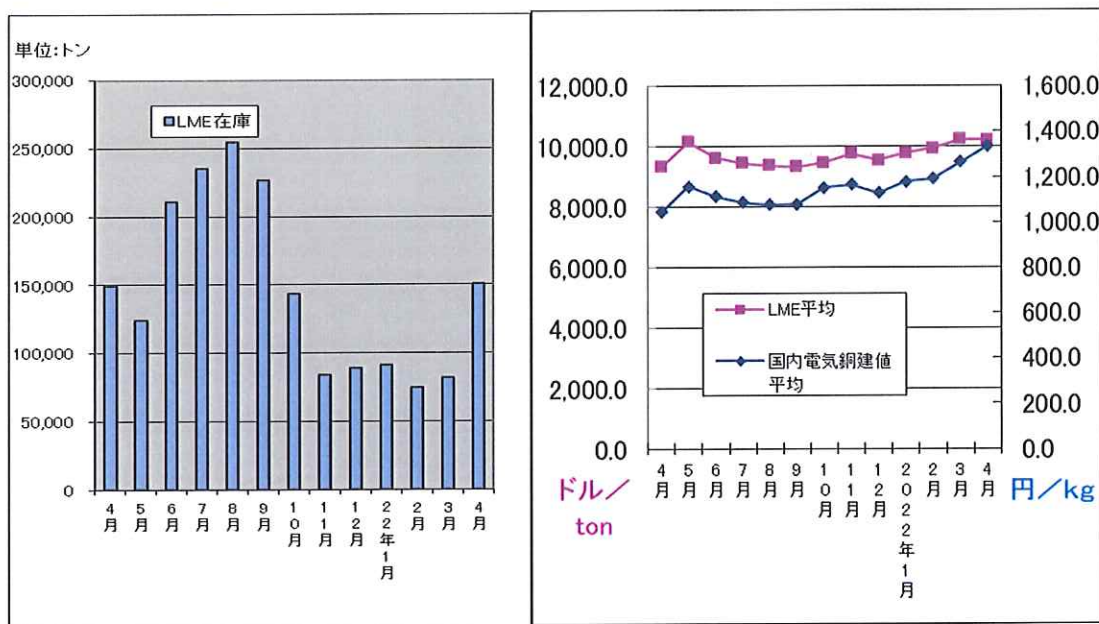 単位:トン
300,000
250,000
200,000
150,000
100,000
50,000
0
LME在庫
4月
5月
6月
7月
8月
9月
10月
11月
12月
22年1月
2月
3月
4月
12,000.0
10,000.0
8,000.0
6,000.0
4,000.0
2,000.0
0.0
ドル/
ton
1,600.0
1,400.0
1,200.0
1,000.0
800.0
600.0
400.0
200.0
0.0
円/kg
LME平均
国内電気銅建値
平均
4月
5月
6月
7月
8月
9月
10月
11月
12月
2022年1月
2月
3月
4月